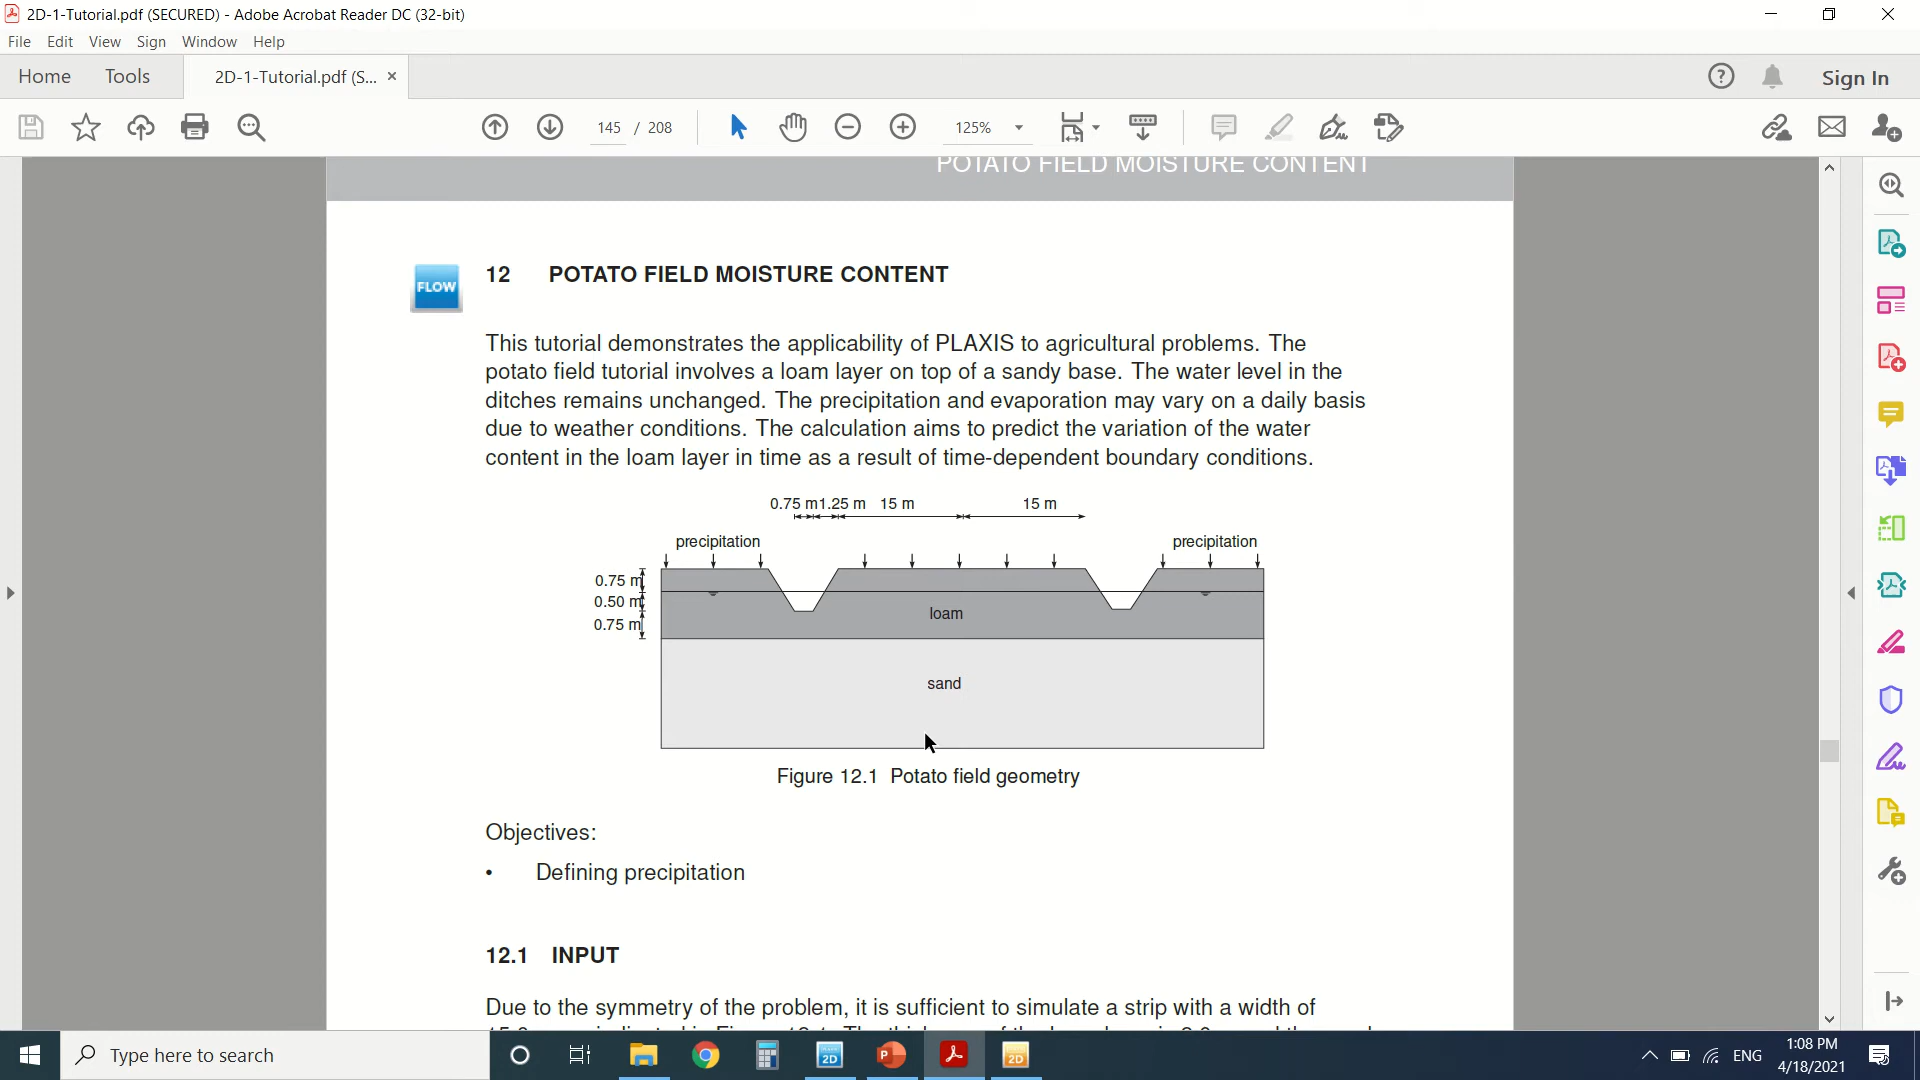 2D-1-Tutorial.pdf (SECURED) - Adobe Acrobat Reader DC (32-bit)
File Edit View Sign Window Help
Home Tools 2D-1-Tutorial.pdf (S... × Sign In
145 / 208 125%
POTATO FIELD MOISTURE CONTENT
FLOW
12 POTATO FIELD MOISTURE CONTENT
This tutorial demonstrates the applicability of PLAXIS to agricultural problems. The
potato field tutorial involves a loam layer on top of a sandy base. The water level in the
ditches remains unchanged. The precipitation and evaporation may vary on a daily basis
due to weather conditions. The calculation aims to predict the variation of the water
content in the loam layer in time as a result of time-dependent boundary conditions.
0.75 m 1.25 m 15 m 15 m
precipitation precipitation
0.75 m
0.50 m
loam
0.75 m
sand
Figure 12.1 Potato field geometry
Objectives:
• Defining precipitation
12.1 INPUT
Due to the symmetry of the problem, it is sufficient to simulate a strip with a width of
Type here to search
2D
P
2D
ENG
1:08 PM
4/18/2021